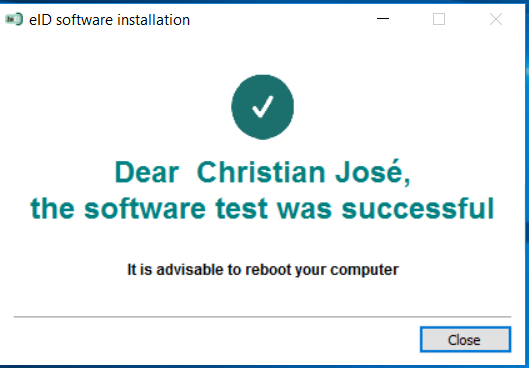 eID software installation
Dear  Christian José,
the software test was successful
It is advisable to reboot your computer
Close